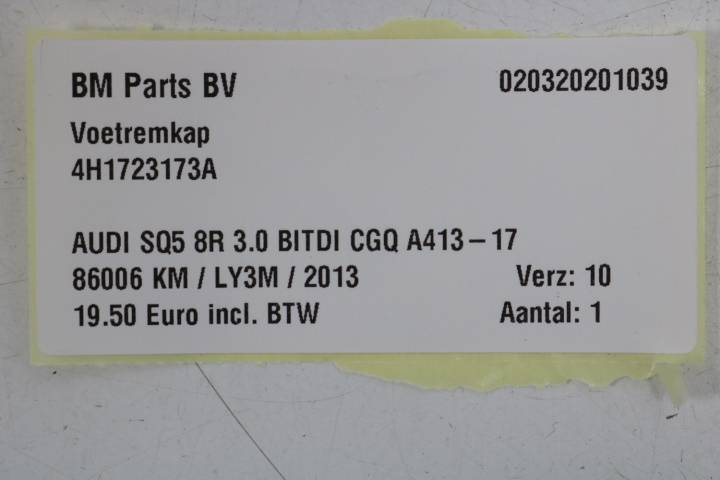 BM Parts BV 020320201039
Voetremkap
4H1723173A
AUDI SQ5 8R 3.0 BITDI CGQ A413-17
86006 KM / LY3M / 2013 Verz: 10
19.50 Euro incl. BTW Aantal: 1